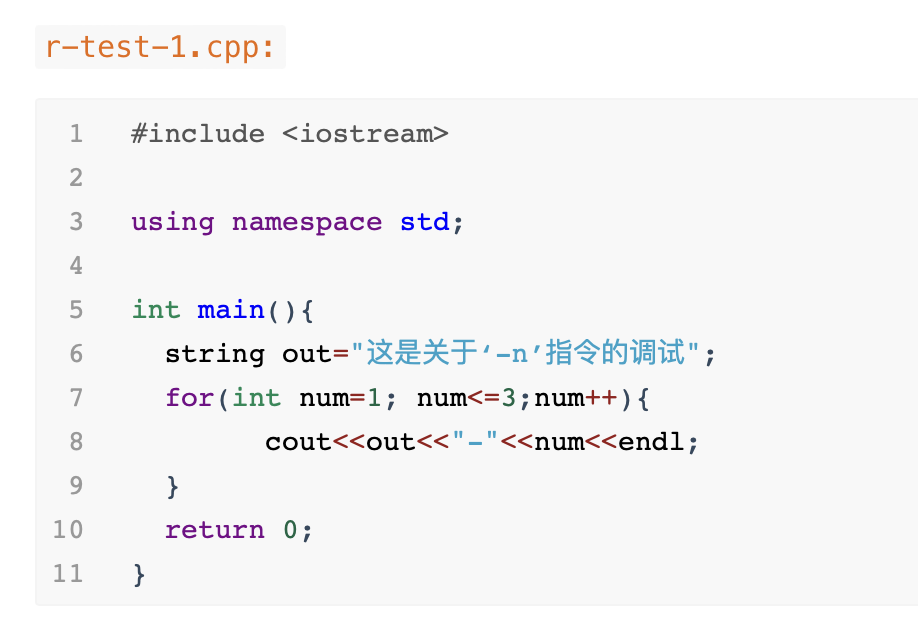 r-test-1.cpp:
1 #include <iostream>
2
3 using namespace std;
4
5 int main(){
6 string out="这是关于‘-n’指令的调试";
7 for(int num=1; num<=3;num++){
8 cout<<out<<"-"<<num<<endl;
9 }
10 return 0;
11 }